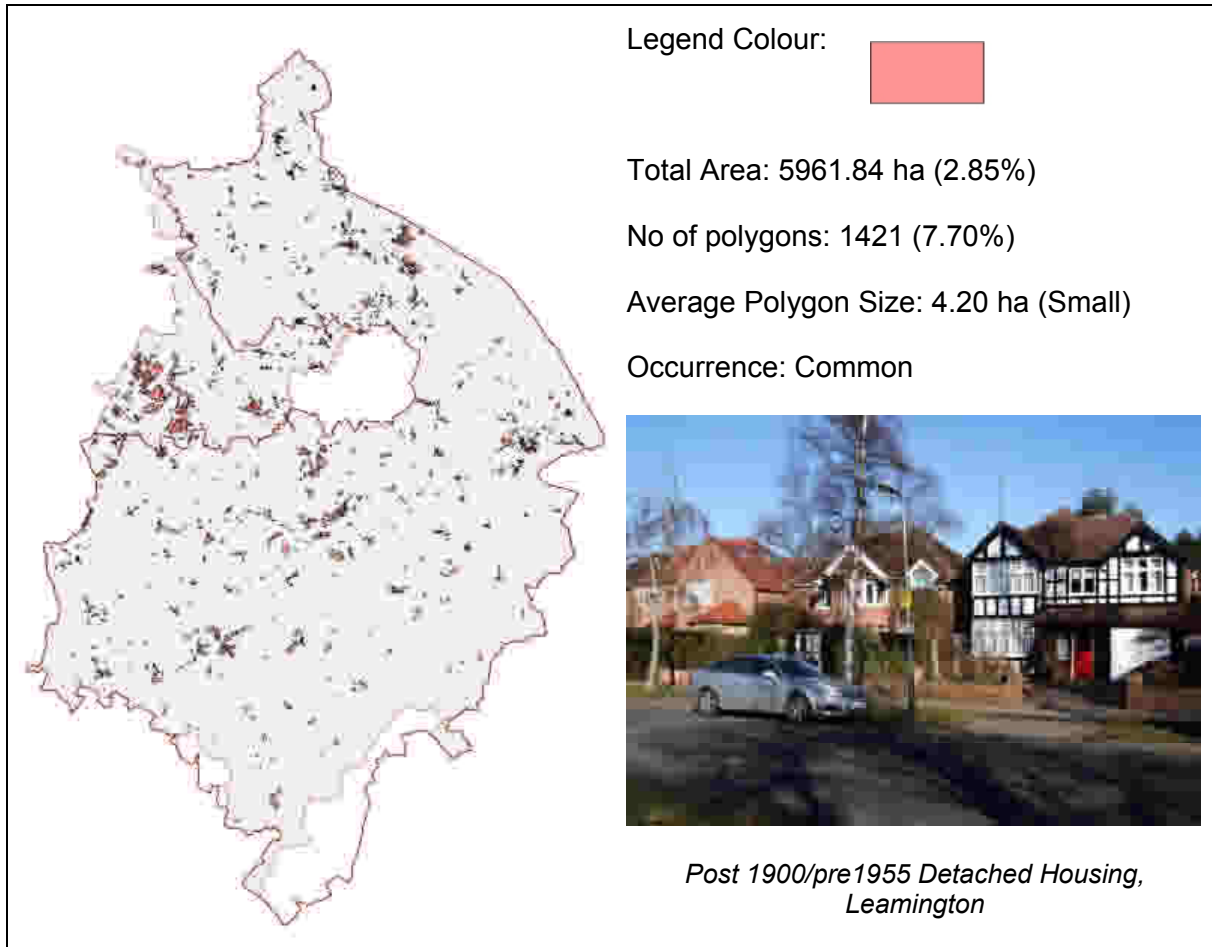 Legend Colour:
Total Area: 5961.84 ha (2.85%)
No of polygons: 1421 (7.70%)
Average Polygon Size: 4.20 ha (Small)
Occurrence: Common
Post 1900/pre1955 Detached Housing,
Leamington